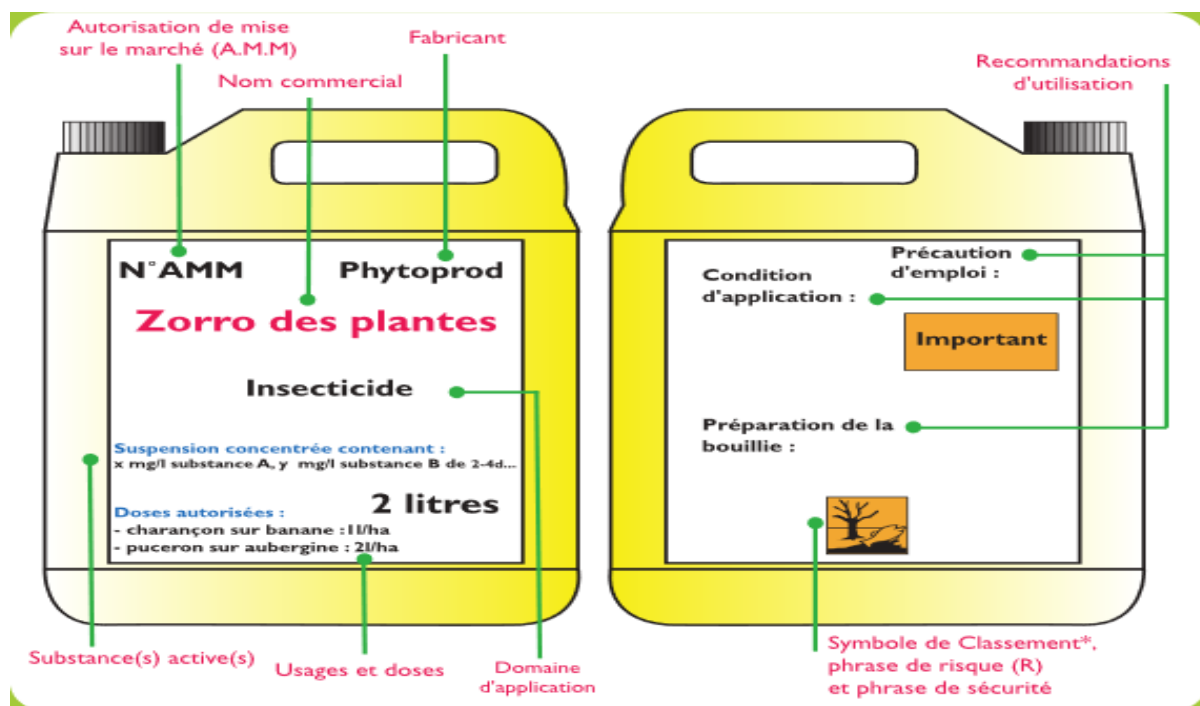 Autorisation de mise
sur le marché (A.M.M)
Fabricant
Nom commercial
Recommandations
d'utilisation
N°AMM
Phytoprod
Zorro des plantes
Insecticide
Suspension concentrée contenant :
x mg/l substance A, y mg/l substance B de 2-4d...
2 litres
Doses autorisées :
- charançon sur banane :1l/ha
- puceron sur aubergine : 2l/ha
Précaution
d'emploi :
Condition
d'application :
Important
Préparation de la
bouillie :
Substance(s) active(s)
Usages et doses
Domaine
d'application
Symbole de Classement*,
phrase de risque (R)
et phrase de sécurité